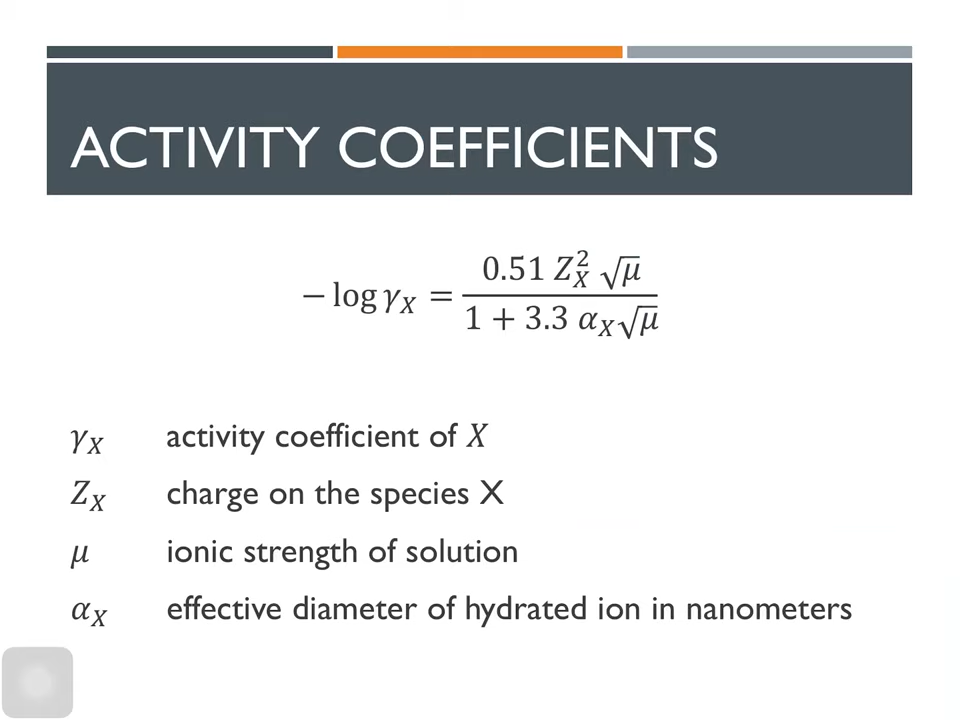 ACTIVITY COEFFICIENTS
− log γ_X = (0.51 Z_X^2 √μ) / (1 + 3.3 α_X √μ)
γ_X activity coefficient of X
Z_X charge on the species X
μ ionic strength of solution
α_X effective diameter of hydrated ion in nanometers